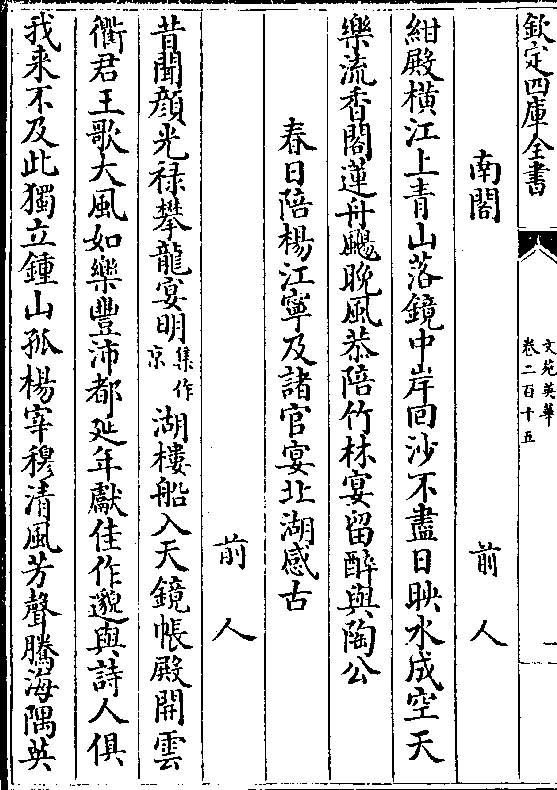 欽定四庫全書
文苑英華
卷二百十五
一
南閣 前人
紺殿橫江上青山落鏡中岸回沙不盡日映水成空天
樂流香閣蓮舟颺晚風恭陪竹林宴留醉與陶公
春日陪楊江寧及諸官宴北湖感古
前人
昔聞顔光祿攀龍宴明集作京湖樓船入天鏡帳殿開雲
衢君王歌大風如樂豐沛都延年獻佳作邈與詩人俱
我來不及此獨立鍾山孤楊宰穆清風芳聲騰海隅英